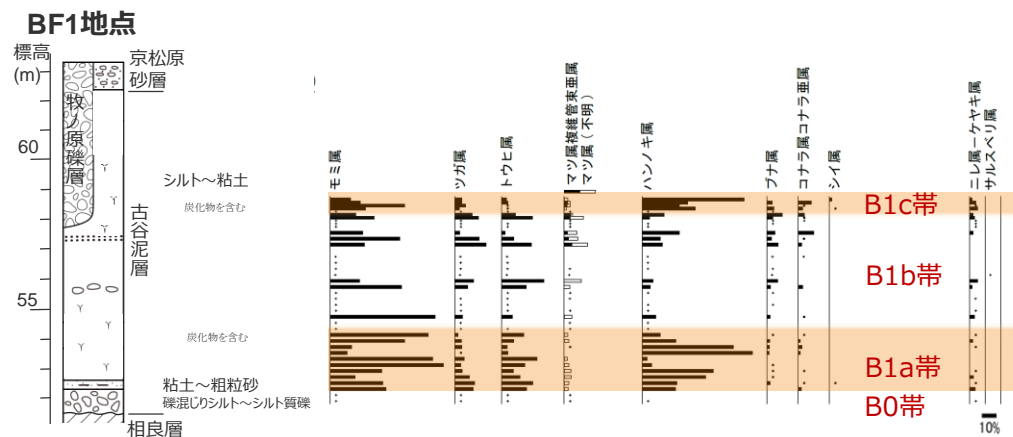 BF1地点
標高
(m)
京松原
砂層
牧ノ原礫層
60
シルト～粘土
炭化物を含む
古谷泥層
55
炭化物を含む
粘土～粗粒砂
礫混じりシルト～シルト質礫
相良層
モミ属
ツガ属
トウヒ属
マツ属複維管束亜属
マツ属(不明)
ハンノキ属
ブナ属
コナラ属コナラ亜属
シイ属
ニレ属ーケヤキ属
サルスベリ属
B1c帯
B1b帯
B1a帯
B0帯
10%